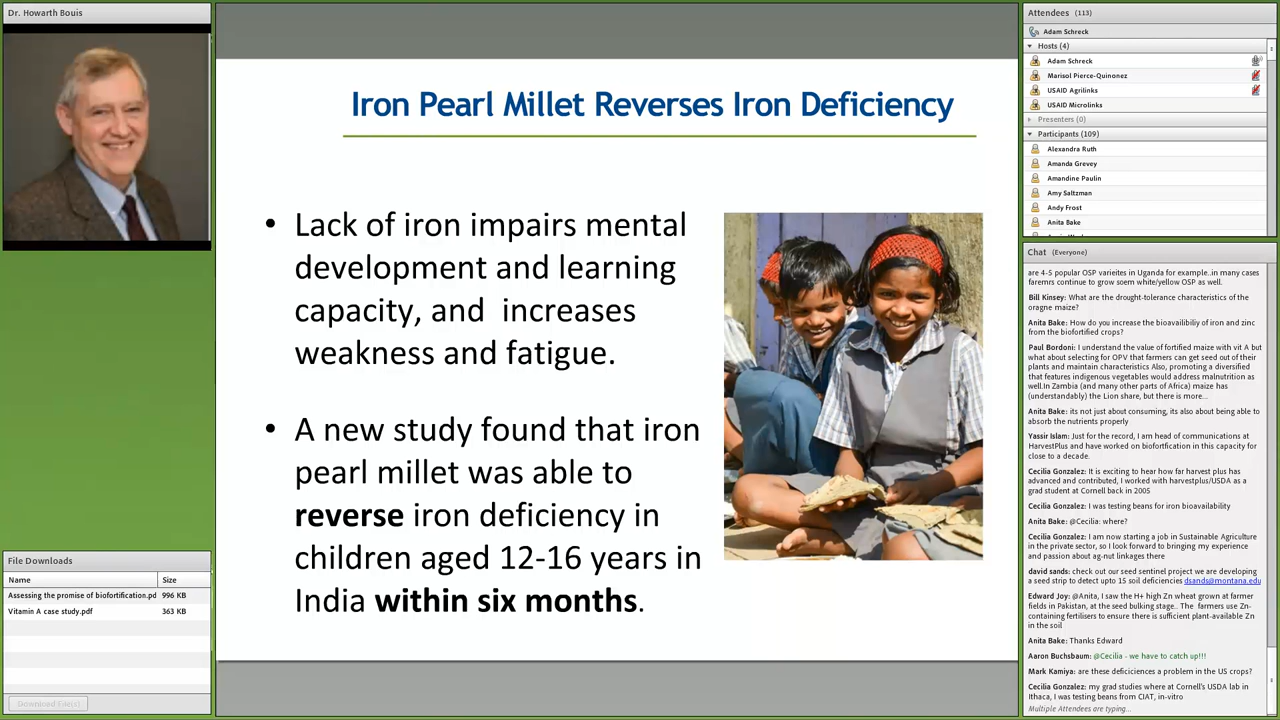 Dr. Howarth Bouis
Iron Pearl Millet Reverses Iron Deficiency
• Lack of iron impairs mental
development and learning
capacity, and increases
weakness and fatigue.
• A new study found that iron
pearl millet was able to
reverse iron deficiency in
children aged 12-16 years in
India within six months.
File Downloads
Name Size
Assessing the promise of biofortification.pd 996 KB
Vitamin A case study.pdf 363 KB
Download File(s)
Attendees (113)
Adam Schreck
Hosts (4)
Adam Schreck
Marisol Pierce-Quinonez
USAID Agrilinks
USAID Microlinks
Presenters (0)
Participants (109)
Alexandra Ruth
Amanda Grevey
Amandine Paulin
Amy Saltzman
Andy Frost
Anita Bake
Chat (Everyone)
are 4-5 popular OSP varieites in Uganda for example..in many cases
faremrs continue to grow soem white/yellow OSP as well.
Bill Kinsey: What are the drought-tolerance characteristics of the
oragne maize?
Anita Bake: How do you increase the bioavailibiliy of iron and zinc
from the biofortified crops?
Paul Bordoni: I understand the value of fortified maize with vit A but
what about selecting for OPV that farmers can get seed out of their
plants and maintain characteristics Also, promoting a diversified
that features indigenous vegetables would address malnutrition as
well.In Zambia (and many other parts of Africa) maize has
(understandably) the Lion share, but there is more...
Anita Bake: its not just about consuming, its also about being able to
absorb the nutrients properly
Yassir Islam: Just for the record, I am head of communications at
HarvestPlus and have worked on biofortfication in this capacity for
close to a decade.
Cecilia Gonzalez: It is exciting to hear how far harvest plus has
advanced and contributed, I worked with harvestplus/USDA as a
grad student at Cornell back in 2005
Cecilia Gonzalez: I was testing beans for iron bioavailability
Anita Bake: @Cecilia: where?
Cecilia Gonzalez: I am now starting a job in Sustainable Agriculture
in the private sector, so I look forward to bringing my experience
and passion about ag-nut linkages there
david sands: check out our seed sentinel project we are developing
a seed strip to detect upto 15 soil deficiencies dsands@montana.edu
Edward Joy: @Anita, I saw the H+ high Zn wheat grown at farmer
fields in Pakistan, at the seed bulking stage.. The farmers use Zn-
containing fertilisers to ensure there is sufficient plant-available Zn
in the soil
Anita Bake: Thanks Edward
Aaron Buchsbaum: @Cecilia - we have to catch up!!!
Mark Kamiya: are these deficiciences a problem in the US crops?
Cecilia Gonzalez: my grad studies where at Cornell's USDA lab in
Ithaca, I was testing beans from CIAT, in-vitro
Multiple Attendees are typing...